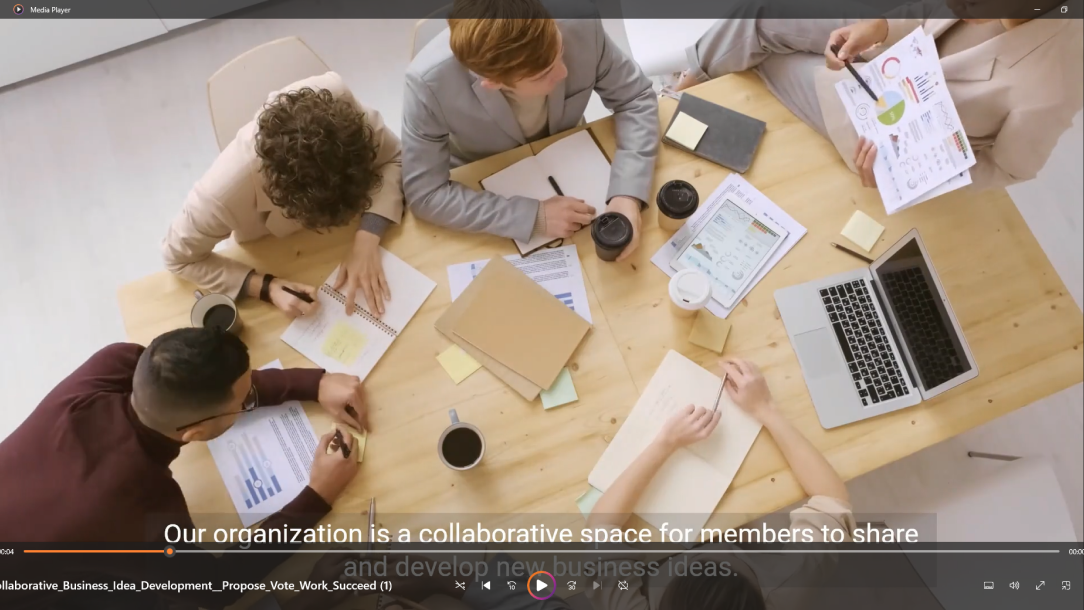 Media Player
Our organization is a collaborative space for members to share
and develop new business ideas.
0:04
00:0
ollaborative_Business_Idea_Development__Propose_Vote_Work_Succeed (1)
10
30